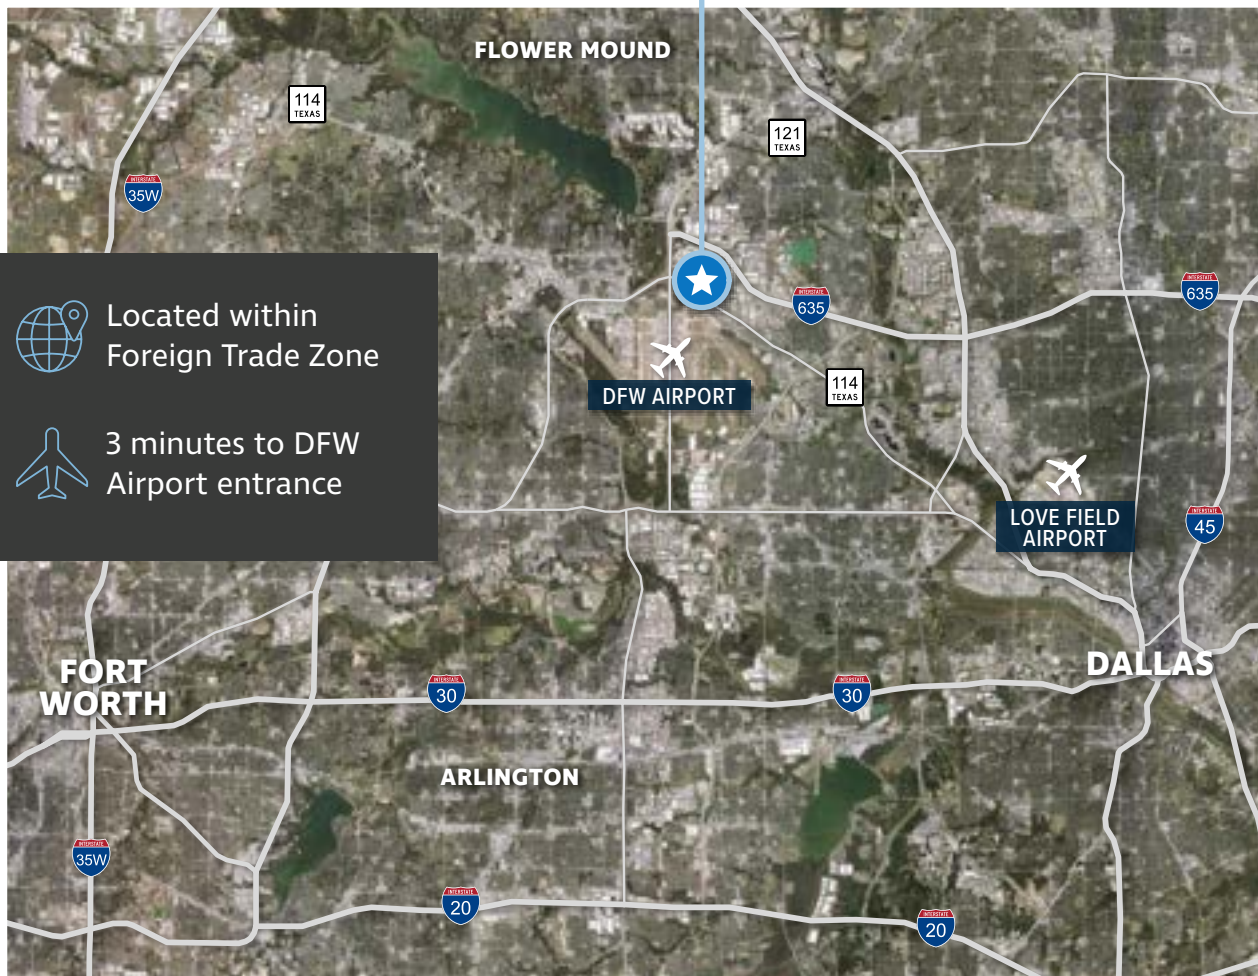 FLOWER MOUND
114
TEXAS
121
TEXAS
INTERSTATE
35W
Located within
Foreign Trade Zone
INTERSTATE
635
INTERSTATE
635
3 minutes to DFW
Airport entrance
DFW AIRPORT
114
TEXAS
LOVE FIELD
AIRPORT
INTERSTATE
45
FORT
WORTH
DALLAS
INTERSTATE
30
INTERSTATE
30
ARLINGTON
INTERSTATE
35W
INTERSTATE
20
INTERSTATE
20